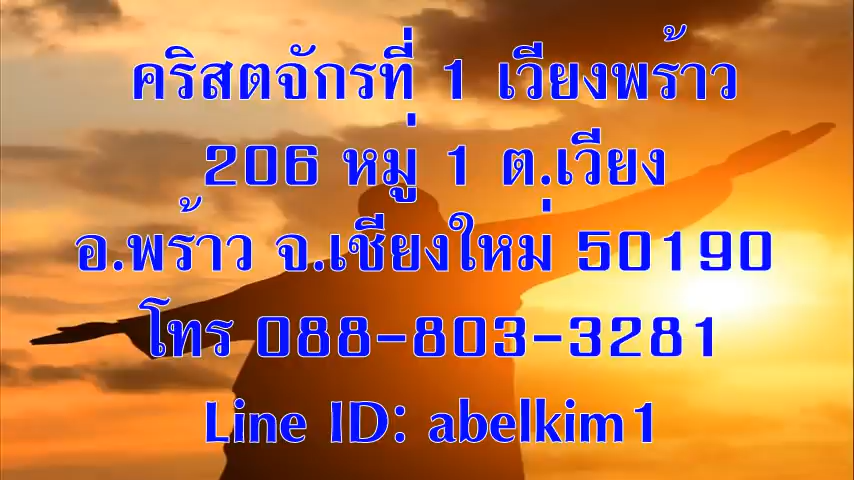 คริสตจักรที่ 1 เวียงพร้าว
206 หมู่ 1 ต.เวียง
อ.พร้าว จ.เชียงใหม่ 50190
โทร 088-803-3281
Line ID: abelkim1